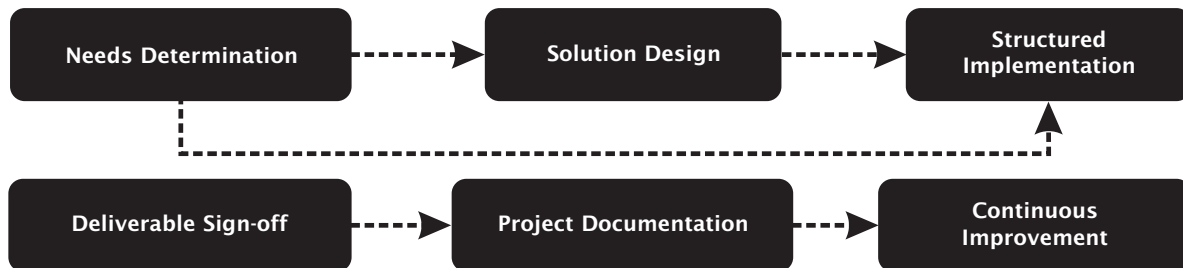 Needs Determination
Solution Design
Structured
Implementation
Deliverable Sign-off
Project Documentation
Continuous
Improvement